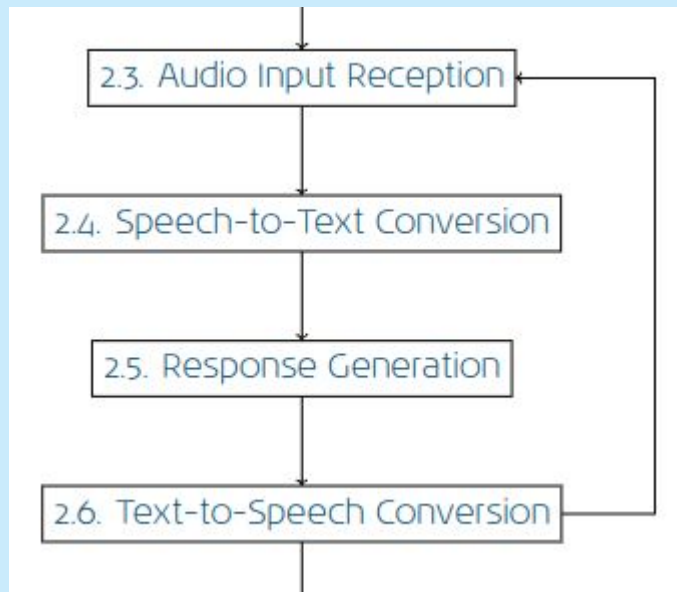 2.3. Audio Input Reception
2.4. Speech-to-Text Conversion
2.5. Response Generation
2.6. Text-to-Speech Conversion